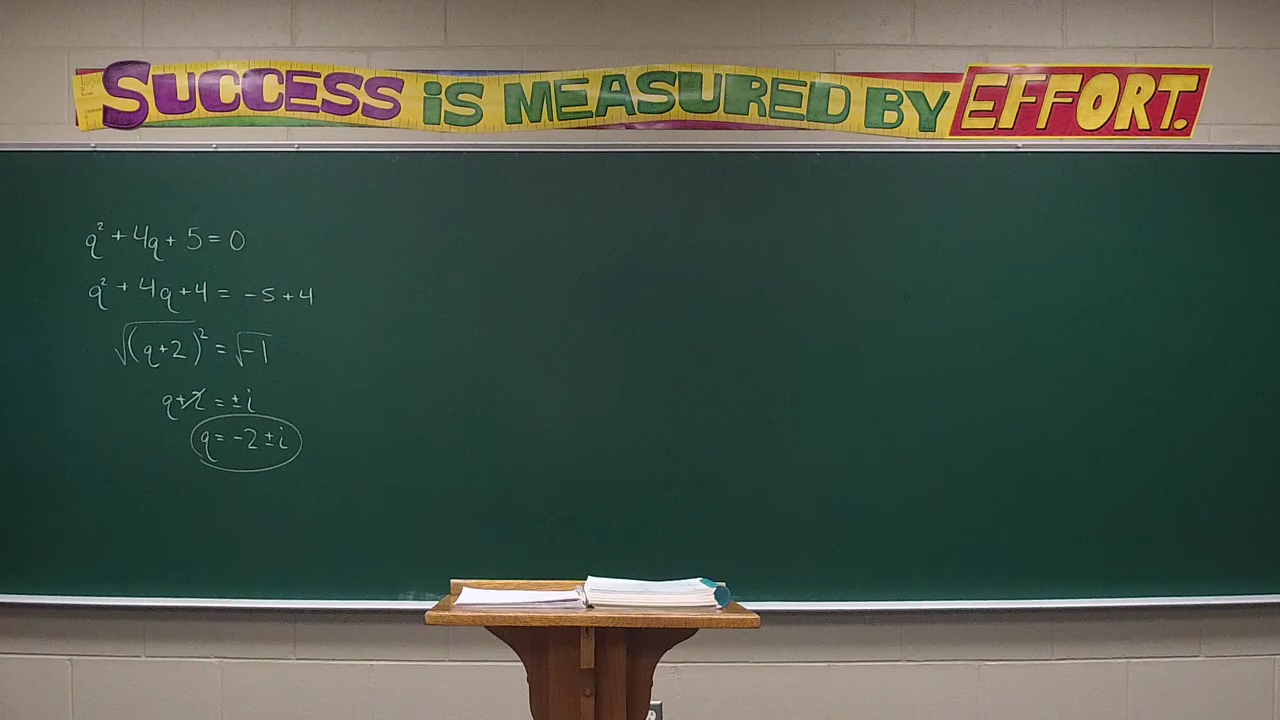 SUCCESS iS MEASURED BY EFFORT.
q² + 4q + 5 = 0
q² + 4q + 4 = -5 + 4
√(q+2)² = √-1
q+2 = ±i
q = -2 ± i